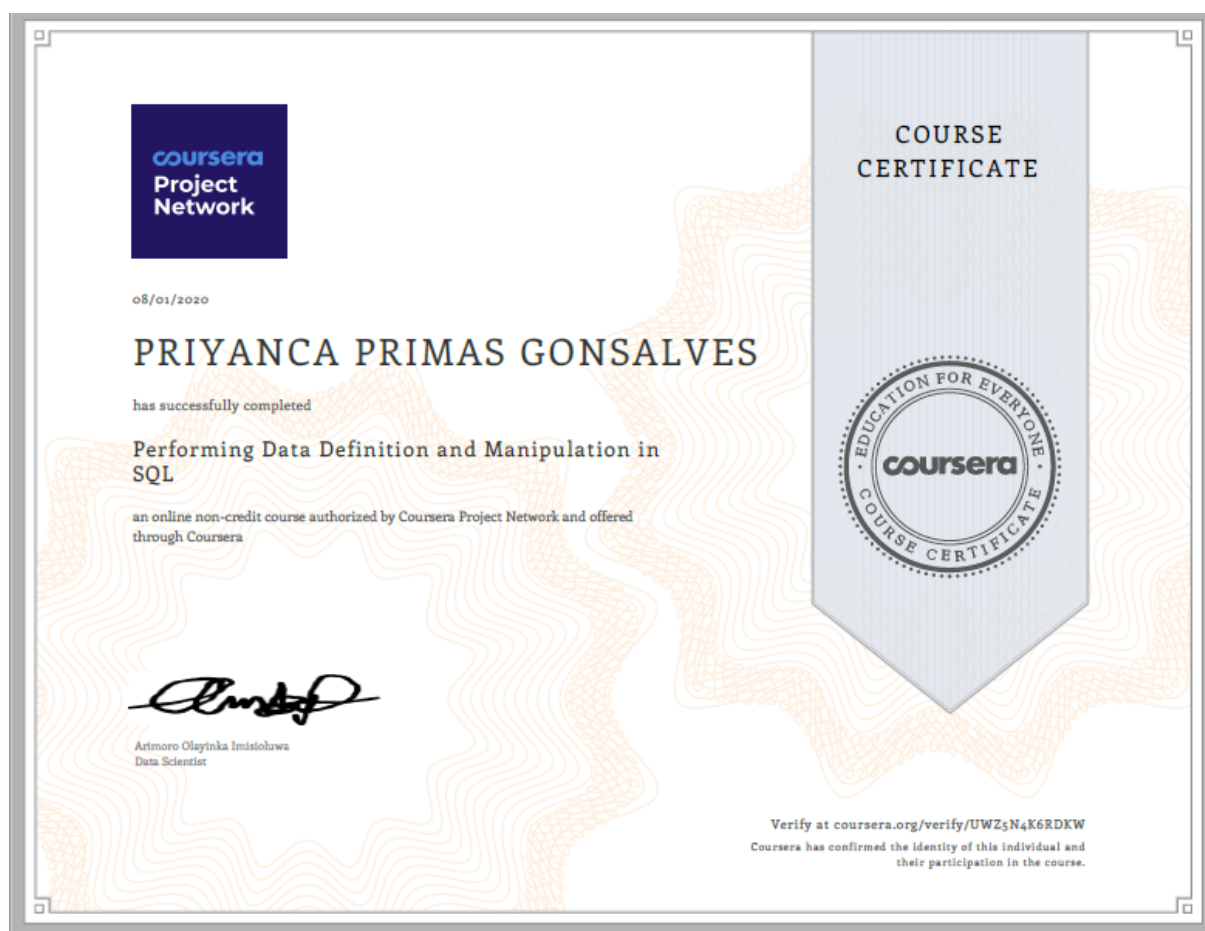 coursera
Project
Network
COURSE
CERTIFICATE
08/01/2020
PRIYANCA PRIMAS GONSALVES
has successfully completed
Performing Data Definition and Manipulation in
SQL
an online non-credit course authorized by Coursera Project Network and offered
through Coursera
EDUCATION FOR EVERYONE
coursera
COURSE CERTIFICATE
Arimoro Olayinka Imisioluwa
Data Scientist
Verify at coursera.org/verify/UWZ5N4K6RDKW
Coursera has confirmed the identity of this individual and
their participation in the course.